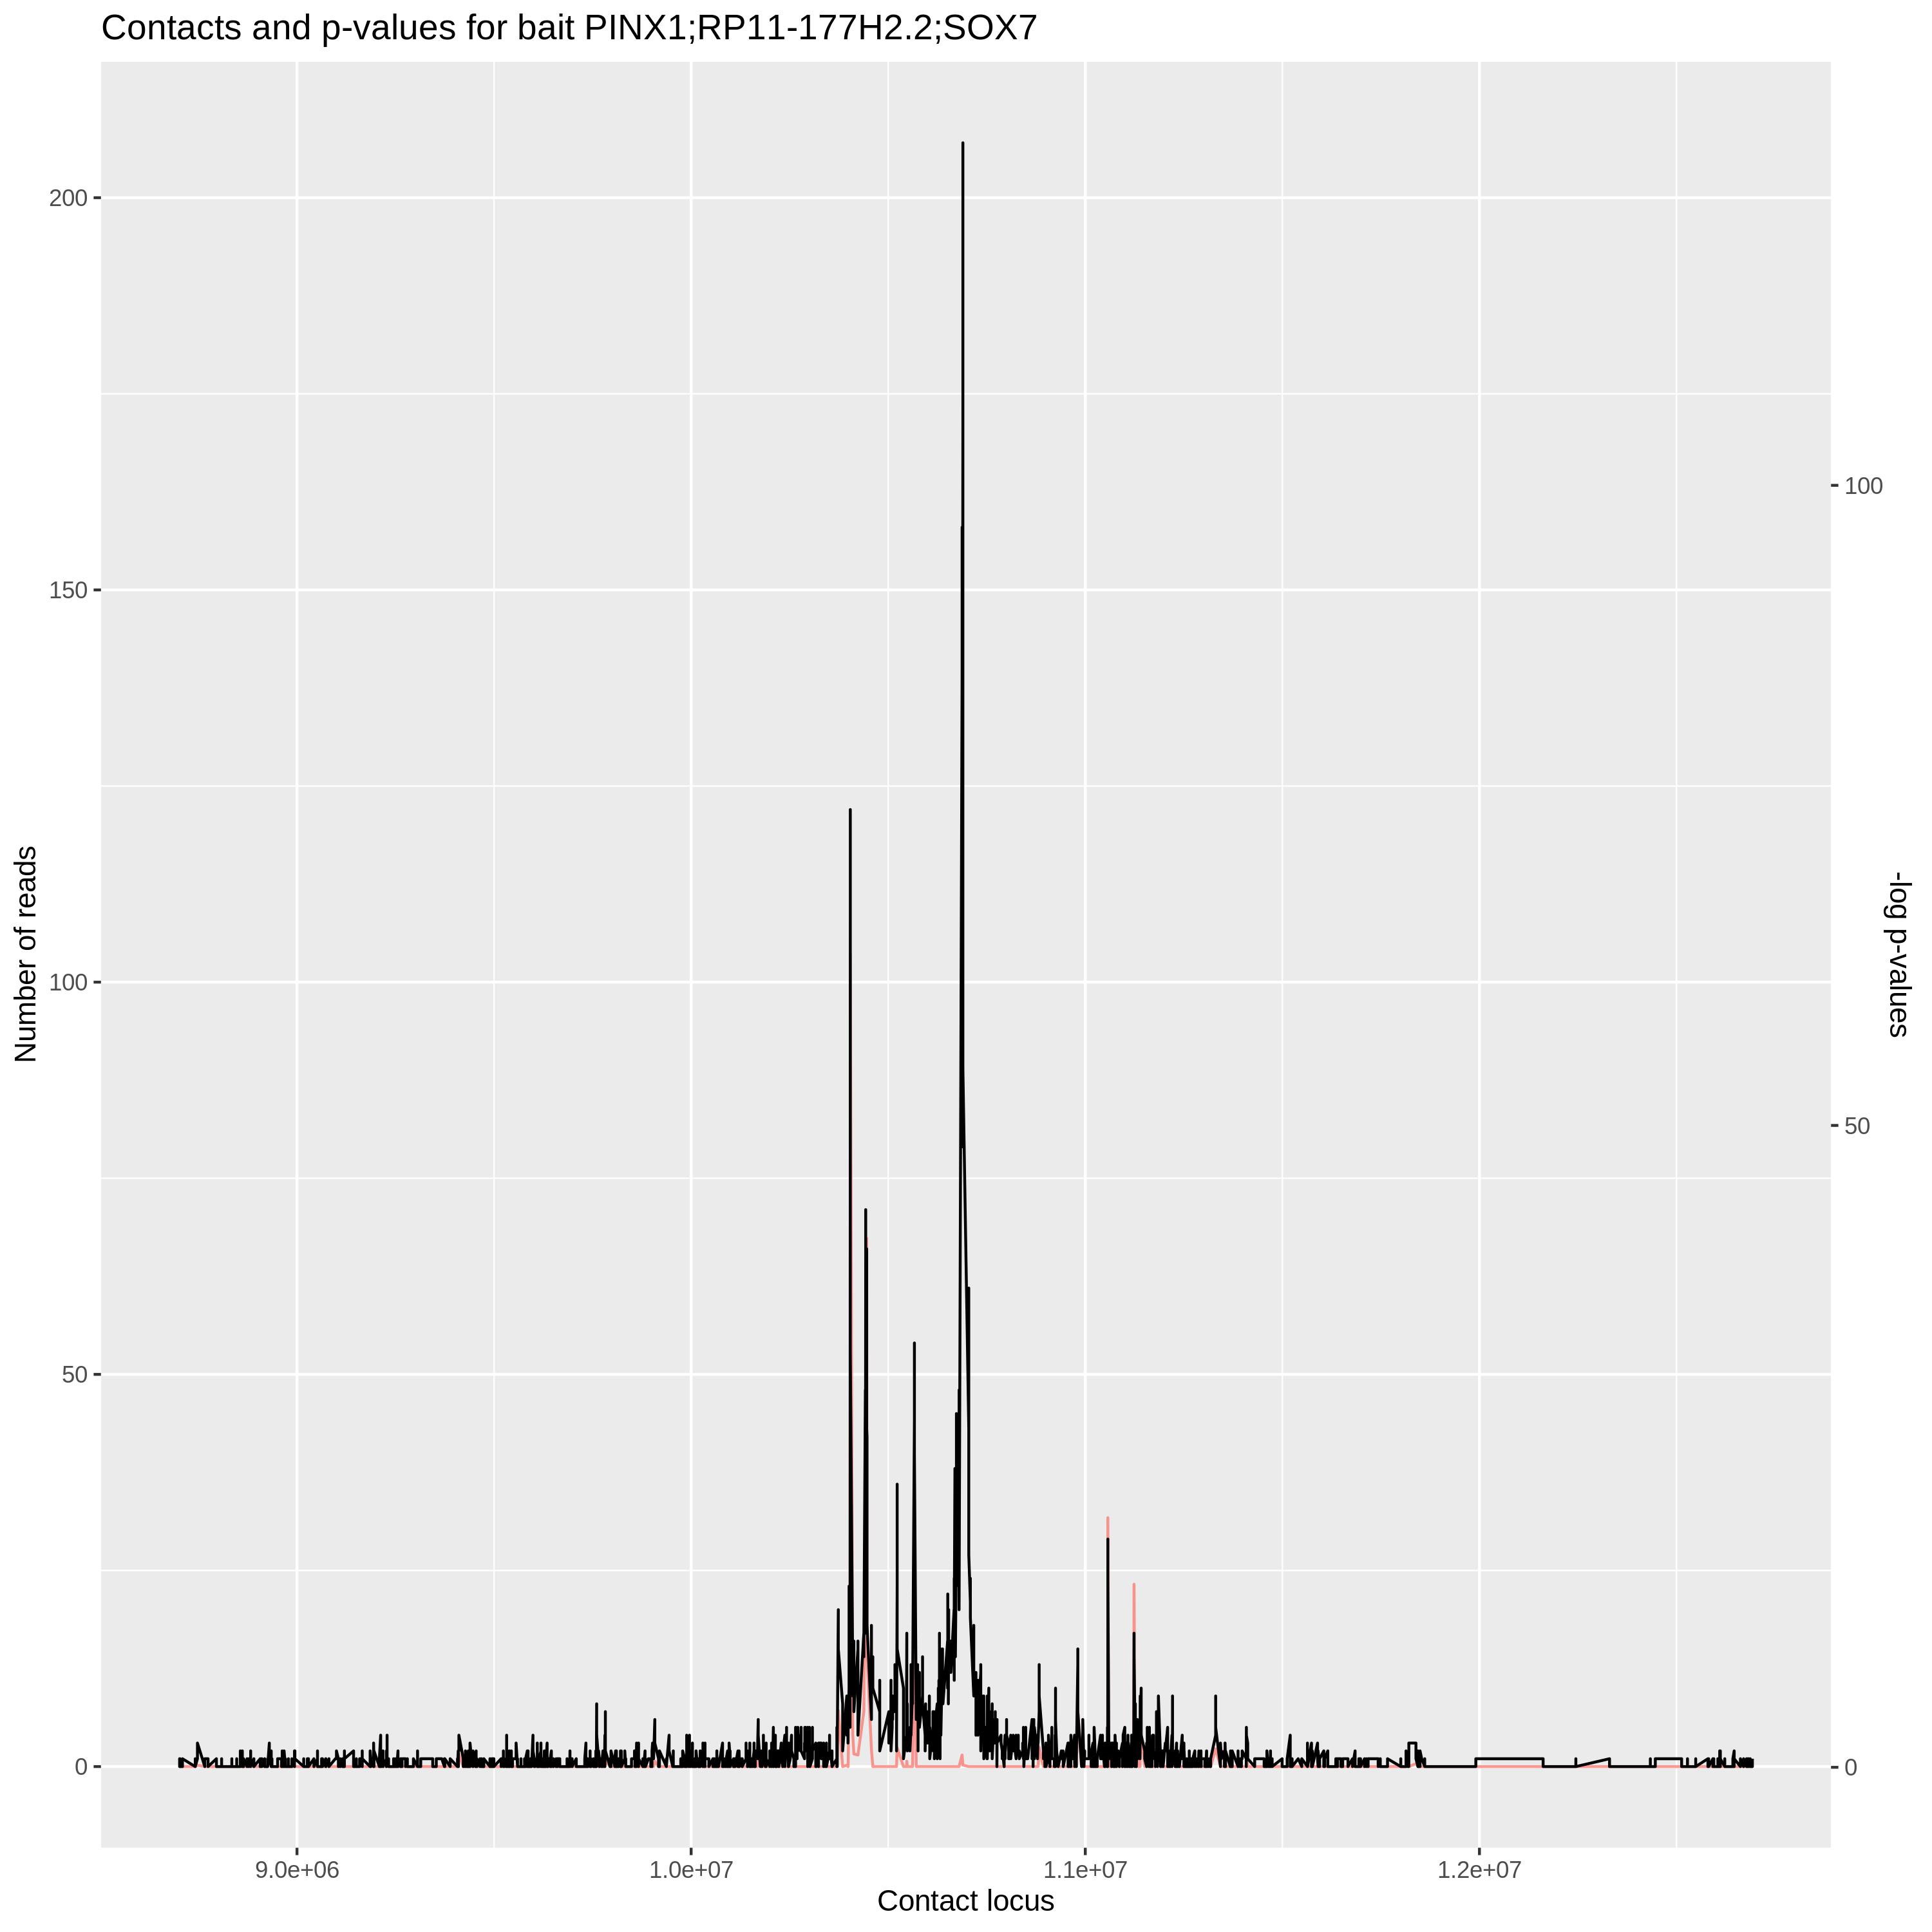 Contacts and p-values for bait PINX1;RP11-177H2.2;SOX7
200
150
100
50
0
Number of reads
100
50
0
-log p-values
9.0e+06
1.0e+07
1.1e+07
1.2e+07
Contact locus